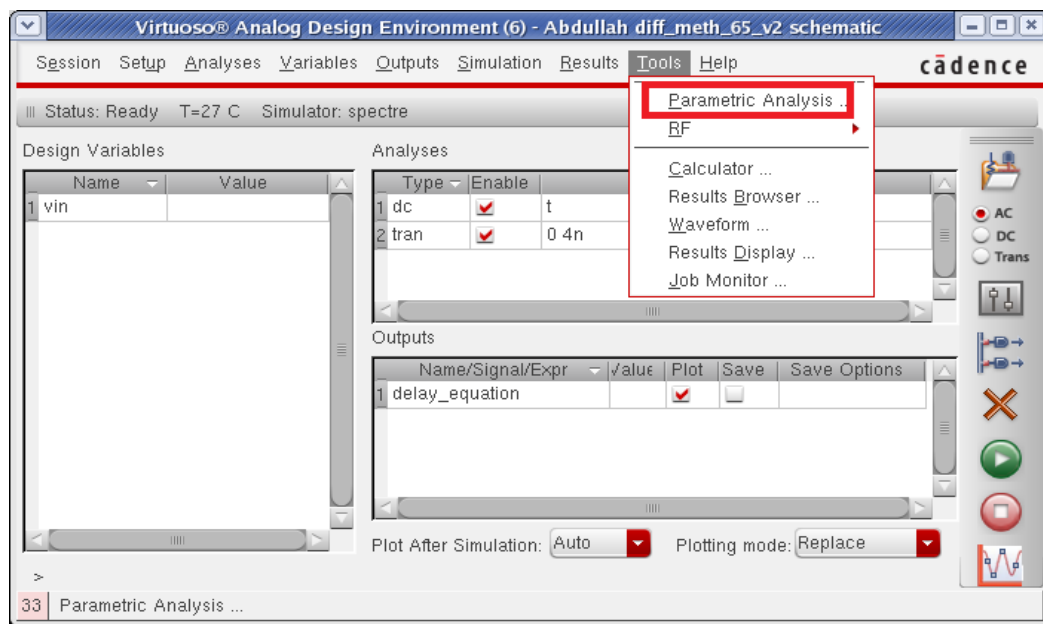 Virtuoso® Analog Design Environment (6) - Abdullah diff_meth_65_v2 schematic
Session Setup Analyses Variables Outputs Simulation Results Tools Help cādence
Status: Ready T=27 C Simulator: spectre
Parametric Analysis ..
RF
Calculator ...
Results Browser ...
Waveform ...
Results Display ...
Job Monitor ...
Design Variables
Name Value
1 vin
Analyses
Type Enable
1 dc t
2 tran 0 4n
Outputs
Name/Signal/Expr Value Plot Save Save Options
1 delay_equation
Plot After Simulation: Auto Plotting mode: Replace
AC
DC
Trans
>
33 Parametric Analysis ...